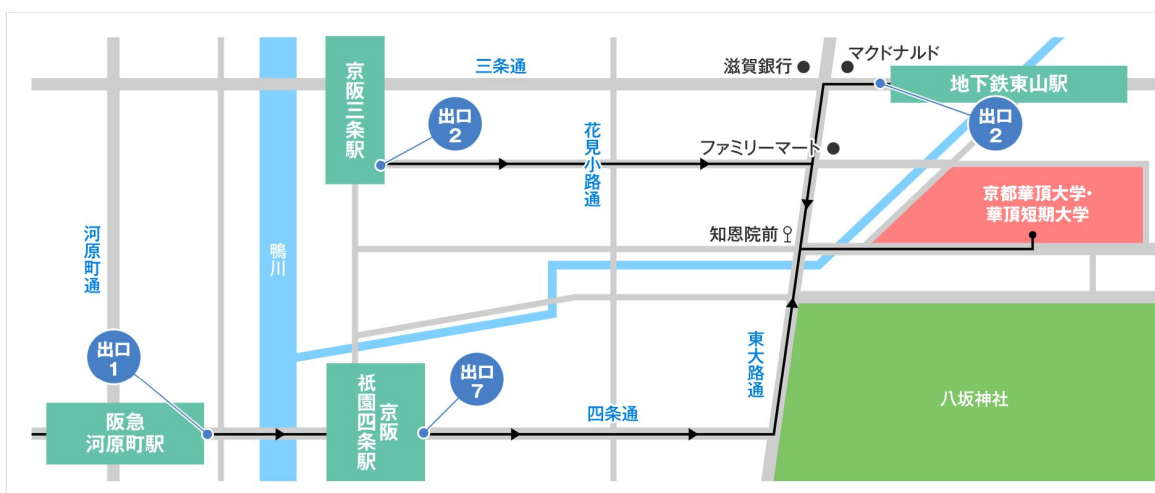 三条通
滋賀銀行
マクドナルド
地下鉄東山駅
出口
2
京阪三条駅
出口
2
花見小路通
ファミリーマート
京都華頂大学・
華頂短期大学
知恩院前
河原町通
鴨川
東大路通
出口
1
出口
7
阪急
河原町駅
京阪
祇園四条駅
四条通
八坂神社